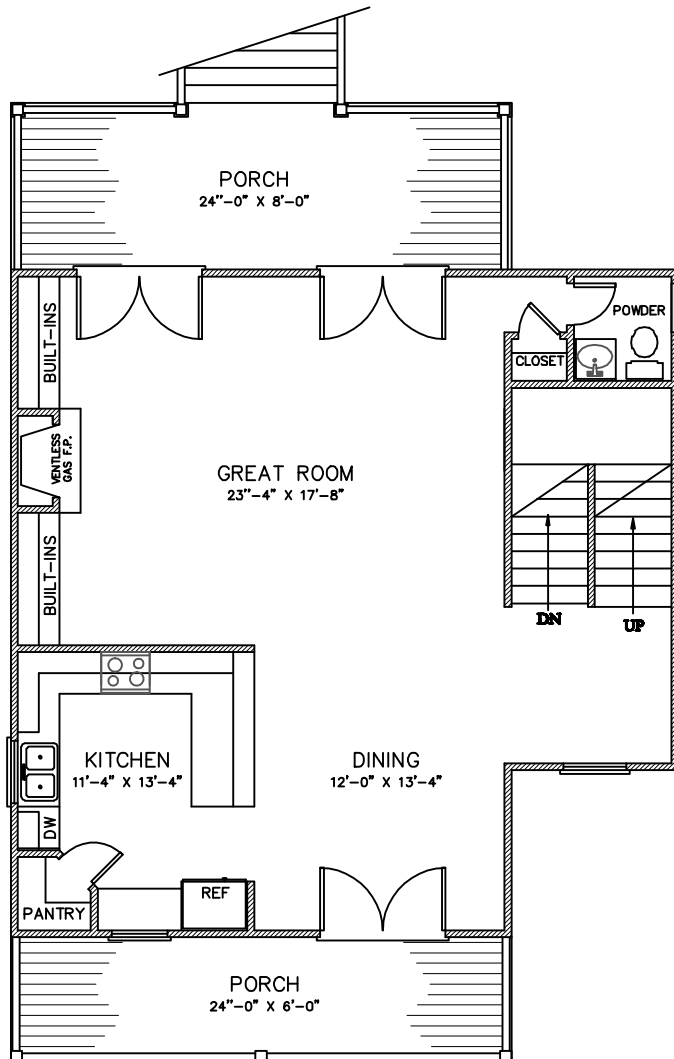 PORCH
24"-0" X 8'-0"
BUILT-INS
POWDER
CLOSET
VENTLESS
GAS F.P.
GREAT ROOM
23"-4" X 17'-8"
BUILT-INS
DN
UP
KITCHEN
11'-4" X 13'-4"
DINING
12'-0" X 13'-4"
DW
REF
PANTRY
PORCH
24"-0" X 6'-0"